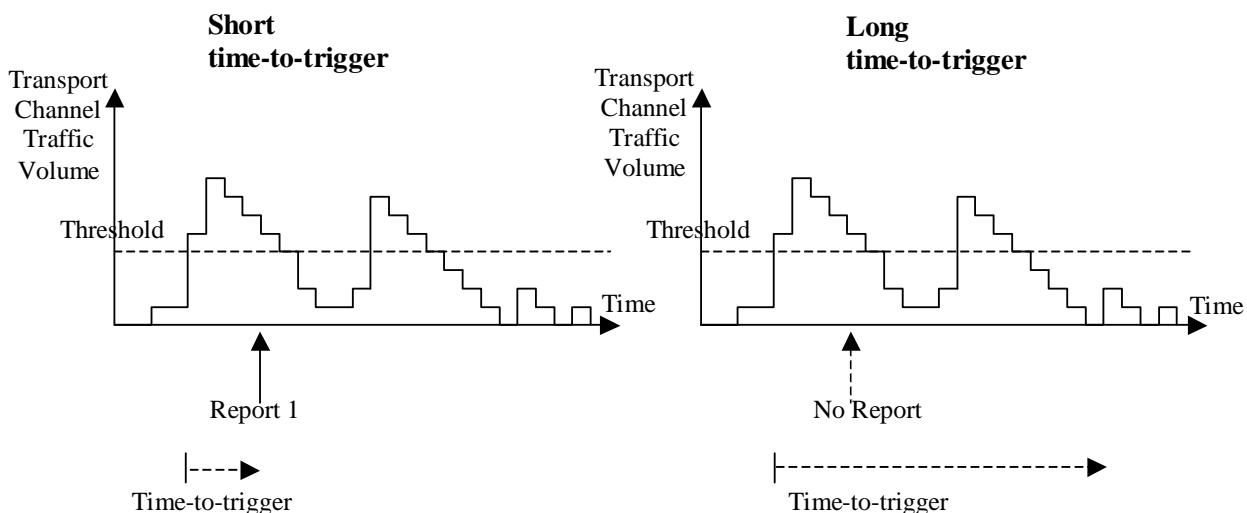 Short
time-to-trigger
Transport
Channel
Traffic
Volume
Threshold
Time
Report 1
Time-to-trigger
Long
time-to-trigger
Transport
Channel
Traffic
Volume
Threshold
Time
No Report
Time-to-trigger